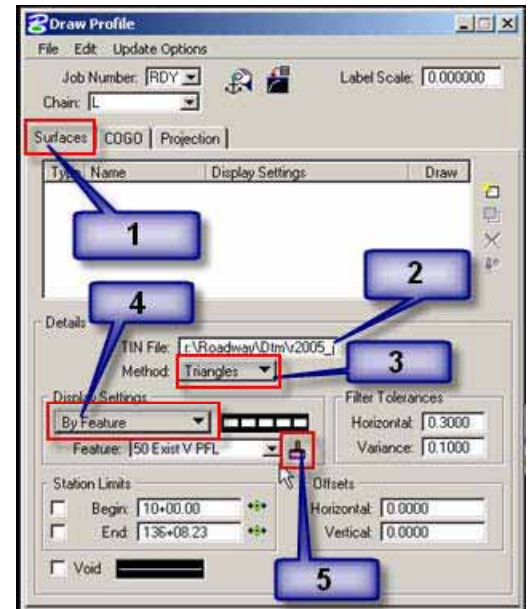 Draw Profile
File Edit Update Options
Job Number: RDY Label Scale: 0.000000
Chain: L
Surfaces COGO Projection
Type Name Display Settings Draw
1
2
4
Details
TIN File: r:\Roadway\Dtm\r2005_
3
Method: Triangles
Display Settings Filter Tolerances
By Feature Horizontal: 0.3000
Feature: 50 Exist V PFL Variance: 0.1000
Station Limits Offsets
Begin: 10+00.00 Horizontal: 0.0000
End: 136+08.23 Vertical: 0.0000
Void
5